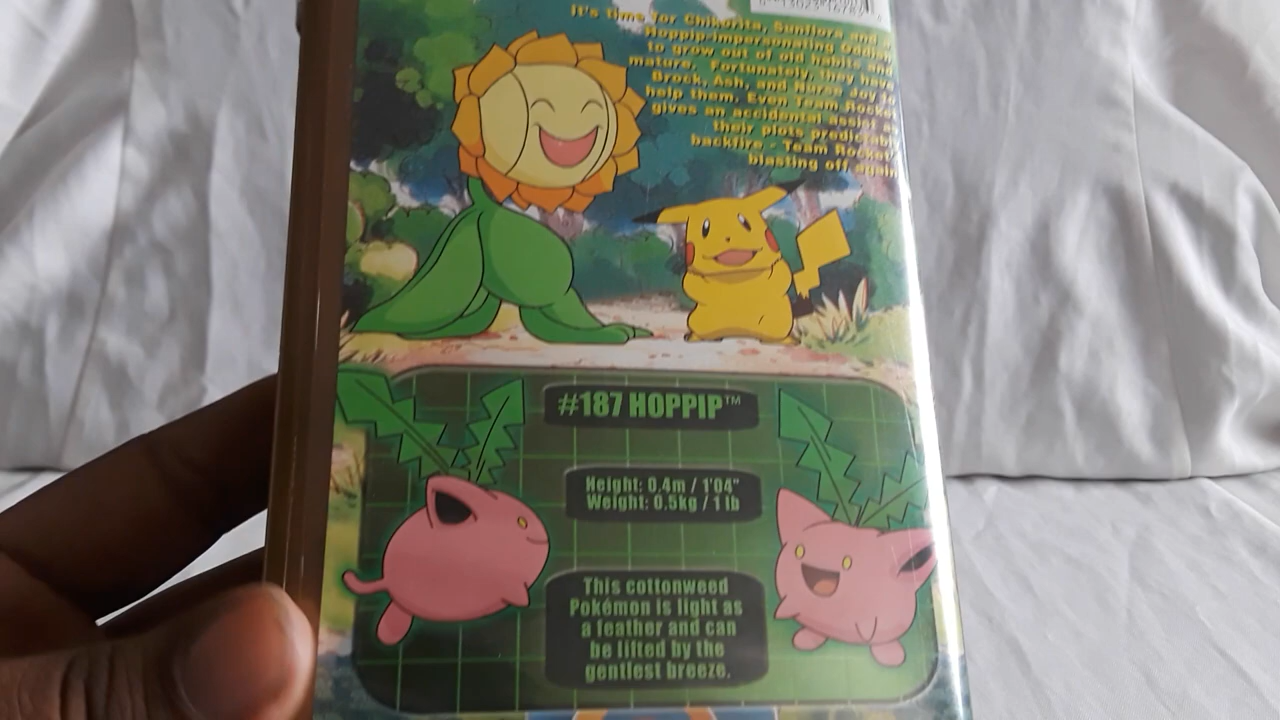 It's time for Chikorita, Sunflora and a
Hoppip-impersonating Oddish
to grow out of old habits and
mature. Fortunately, they have
Brock, Ash, and Nurse Joy to
help them. Even Team Rocket
gives an accidental assist as
their plots predictably
backfire - Team Rocket
blasting off again
#187 HOPPIP™
Height: 0.4m / 1'04"
Weight: 0.5kg / 1 lb
This cottonweed
Pokémon is light as
a feather and can
be lifted by the
gentlest breeze.